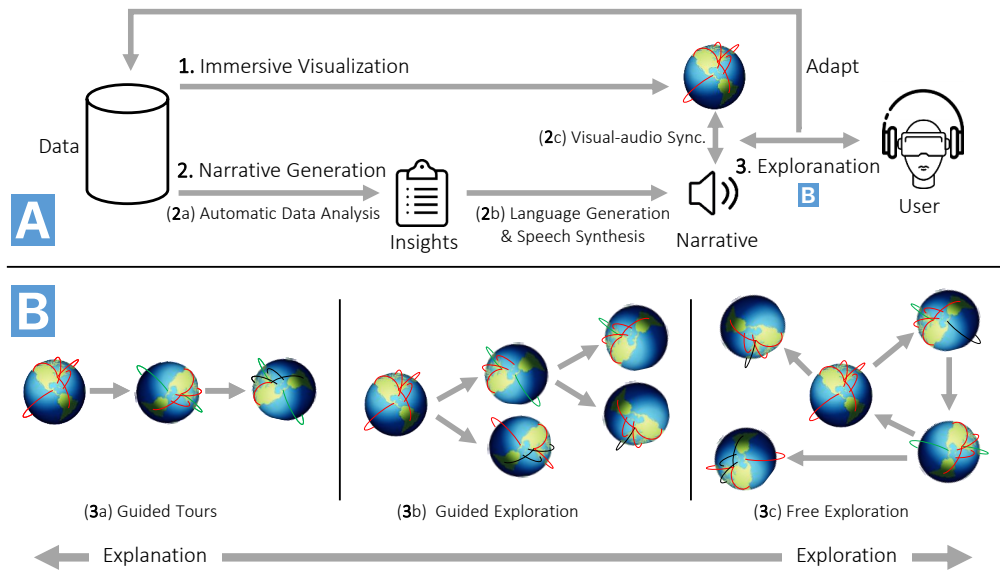 1. Immersive Visualization
Adapt
Data
(2c) Visual-audio Sync.
2. Narrative Generation
3. Exploranation
B
(2a) Automatic Data Analysis
(2b) Language Generation
& Speech Synthesis
Insights
Narrative
User
A
B
(3a) Guided Tours
(3b) Guided Exploration
(3c) Free Exploration
Explanation
Exploration